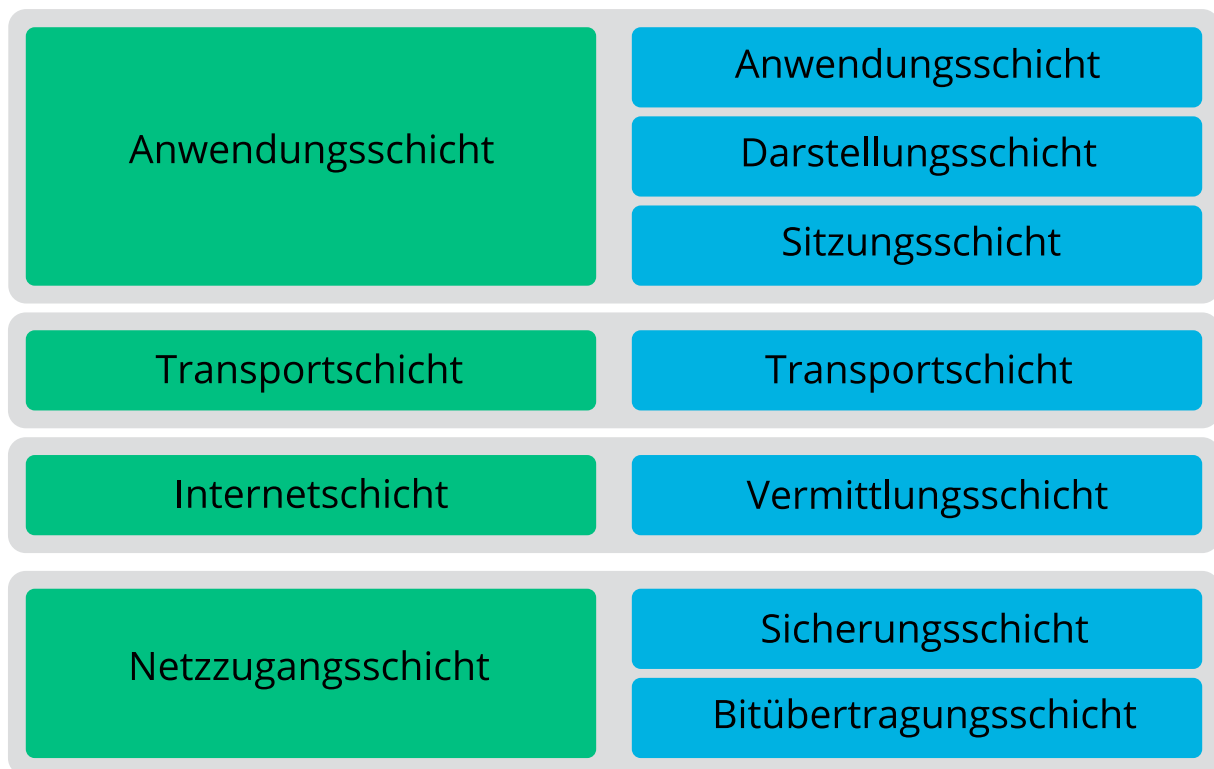 Anwendungsschicht
Anwendungsschicht
Darstellungsschicht
Sitzungsschicht
Transportschicht
Transportschicht
Internetschicht
Vermittlungsschicht
Netzzugangsschicht
Sicherungsschicht
Bitübertragungsschicht